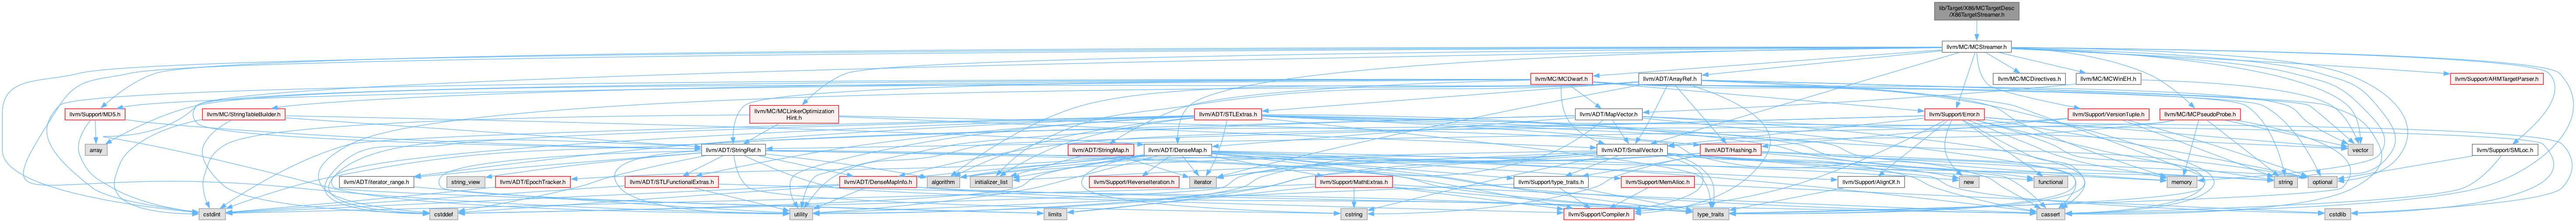 lib/Target/X86/MCTargetDesc
/X86TargetStreamer.h
llvm/MC/MCStreamer.h
llvm/MC/MCDwarf.h
llvm/ADT/ArrayRef.h
llvm/MC/MCDirectives.h
llvm/MC/MCWinEH.h
llvm/Support/ARMTargetParser.h
llvm/Support/MD5.h
llvm/MC/StringTableBuilder.h
llvm/MC/MCLinkerOptimization
Hint.h
llvm/ADT/STLExtras.h
llvm/ADT/MapVector.h
llvm/Support/Error.h
llvm/Support/VersionTuple.h
llvm/MC/MCPseudoProbe.h
array
llvm/ADT/StringRef.h
llvm/ADT/StringMap.h
llvm/ADT/DenseMap.h
llvm/ADT/SmallVector.h
llvm/ADT/Hashing.h
vector
llvm/Support/SMLoc.h
llvm/ADT/iterator_range.h
string_view
llvm/ADT/EpochTracker.h
llvm/ADT/STLFunctionalExtras.h
llvm/ADT/DenseMapInfo.h
algorithm
initializer_list
llvm/Support/ReverseIteration.h
iterator
llvm/Support/MathExtras.h
llvm/Support/type_traits.h
llvm/Support/MemAlloc.h
llvm/Support/AlignOf.h
new
functional
memory
string
optional
cstdint
cstddef
utility
limits
cstring
llvm/Support/Compiler.h
type_traits
cassert
cstdlib